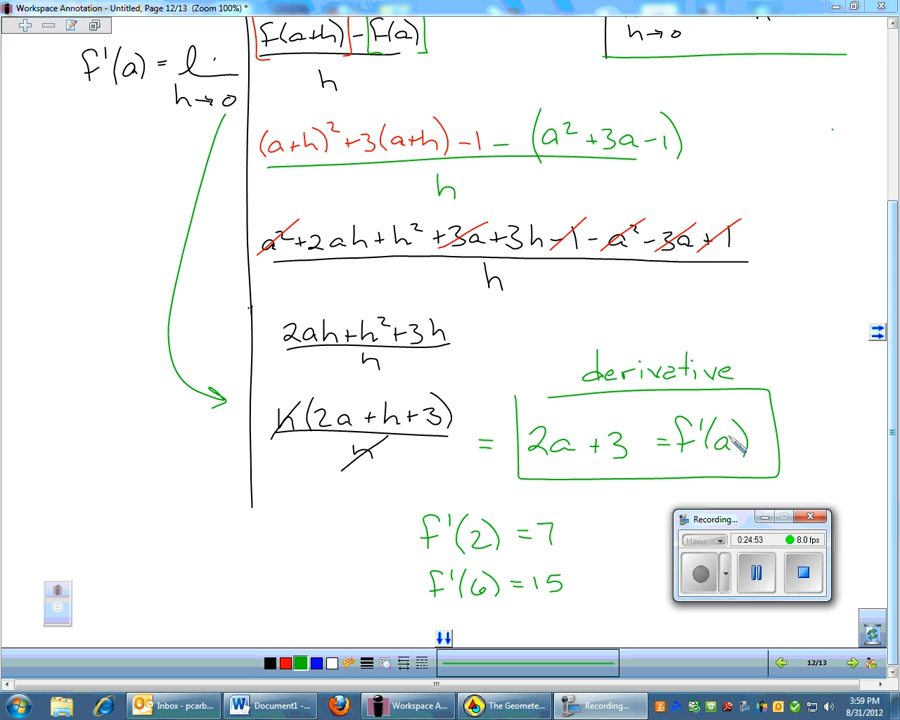 Workspace Annotation - Untitled, Page 12/13 (Zoom 100%) *
f(a+h) - f(a)
h
h→0
f'(a) = l.
h→0
(a+h)² + 3(a+h) - 1 - (a² + 3a - 1)
h
a² + 2ah + h² + 3a + 3h - 1 - a² - 3a + 1
h
2ah + h² + 3h
h
derivative
h(2a + h + 3)
h
= 2a + 3 = f'(a)
f'(2) = 7
f'(6) = 15
Recording...
Menu
0:24:53
8.0 fps
12/13
Inbox - pcarb...
Document1 - ...
Workspace A...
The Geomete...
Recording...
3:59 PM
8/31/2012